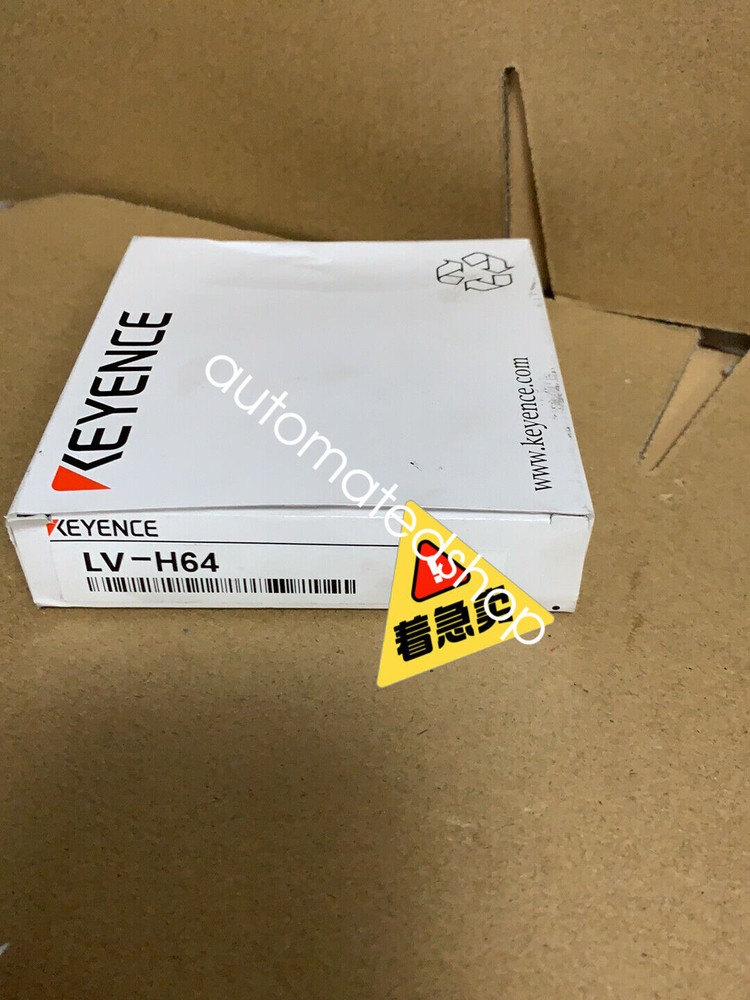 KEYENCE
www.keyence.com
automatedshop
KEYENCE
LV-H64
着急卖